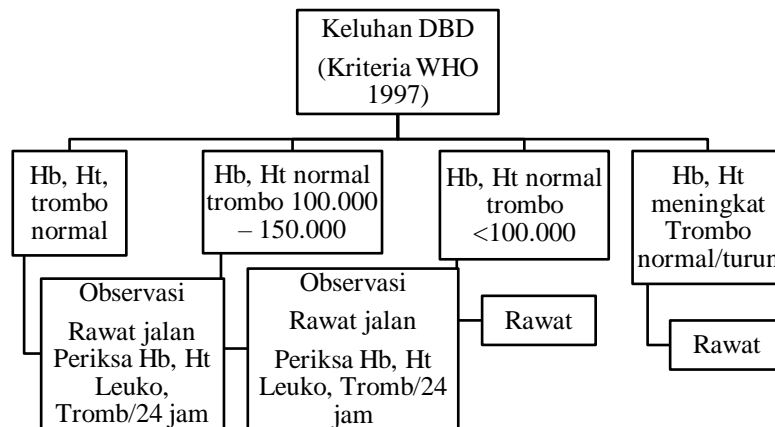 Keluhan DBD
(Kriteria WHO
1997)
Hb, Ht,
trombo
normal
Hb, Ht normal
trombo 100.000
– 150.000
Hb, Ht normal
trombo
<100.000
Hb, Ht
meningkat
Trombo
normal/turun
Observasi
Rawat jalan
Periksa Hb, Ht
Leuko,
Tromb/24 jam
Observasi
Rawat jalan
Periksa Hb, Ht
Leuko, Tromb/24
jam
Rawat
Rawat